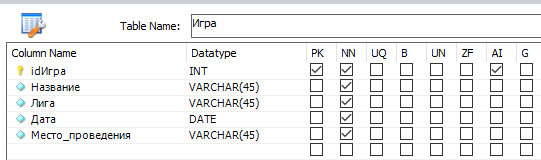 Table Name: Игра
Column Name Datatype PK NN UQ B UN ZF AI G
idИгра INT
Название VARCHAR(45)
Лига VARCHAR(45)
Дата DATE
Место_проведения VARCHAR(45)